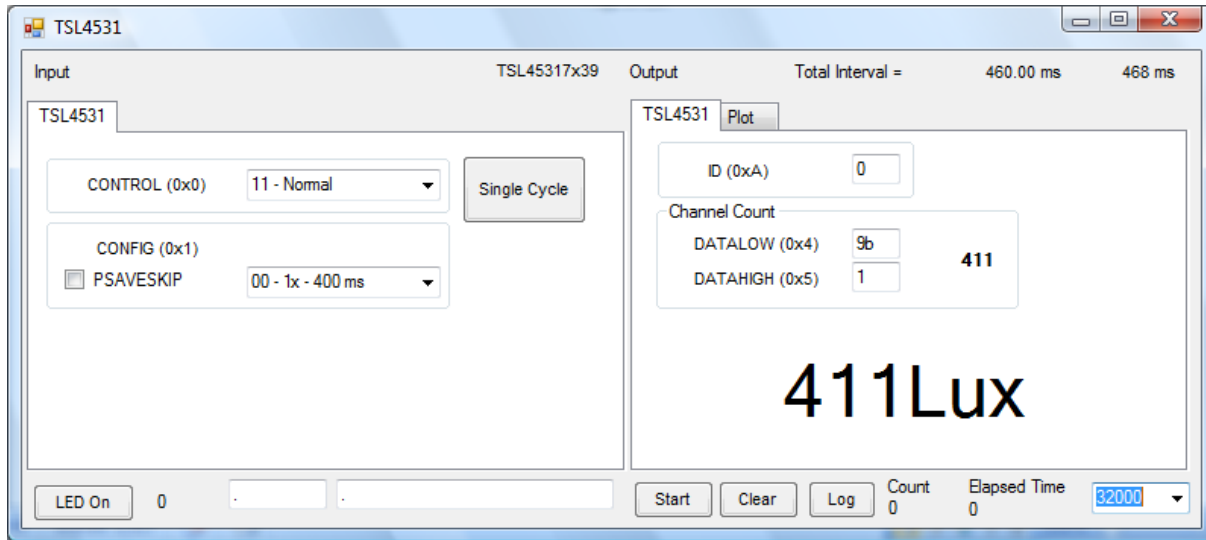 TSL4531
Input
TSL45317x39
Output
Total Interval =
460.00 ms
468 ms
TSL4531
CONTROL (0x0)
11 - Normal
Single Cycle
CONFIG (0x1)
PSAVESKIP
00 - 1x - 400 ms
TSL4531
Plot
ID (0xA)
0
Channel Count
DATALOW (0x4)
9b
DATAHIGH (0x5)
1
411
411Lux
LED On
0
.
.
Start
Clear
Log
Count
0
Elapsed Time
0
32000